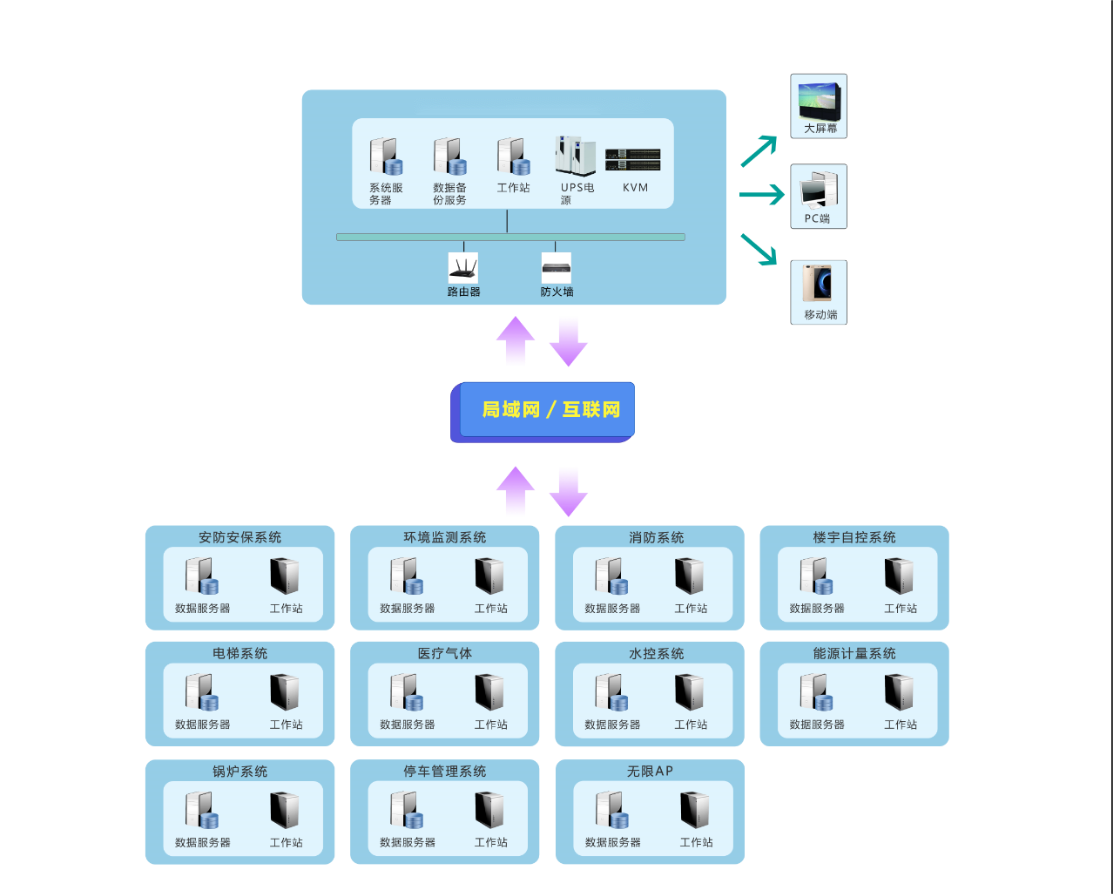 大屏幕
系统服
务器
数据备
份服务
工作站
UPS电
源
KVM
PC端
路由器
防火墙
移动端
局域网/互联网
安防安保系统
数据服务器
工作站
环境监测系统
数据服务器
工作站
消防系统
数据服务器
工作站
楼宇自控系统
数据服务器
工作站
电梯系统
数据服务器
工作站
医疗气体
数据服务器
工作站
水控系统
数据服务器
工作站
能源计量系统
数据服务器
工作站
锅炉系统
数据服务器
工作站
停车管理系统
数据服务器
工作站
无限AP
数据服务器
工作站